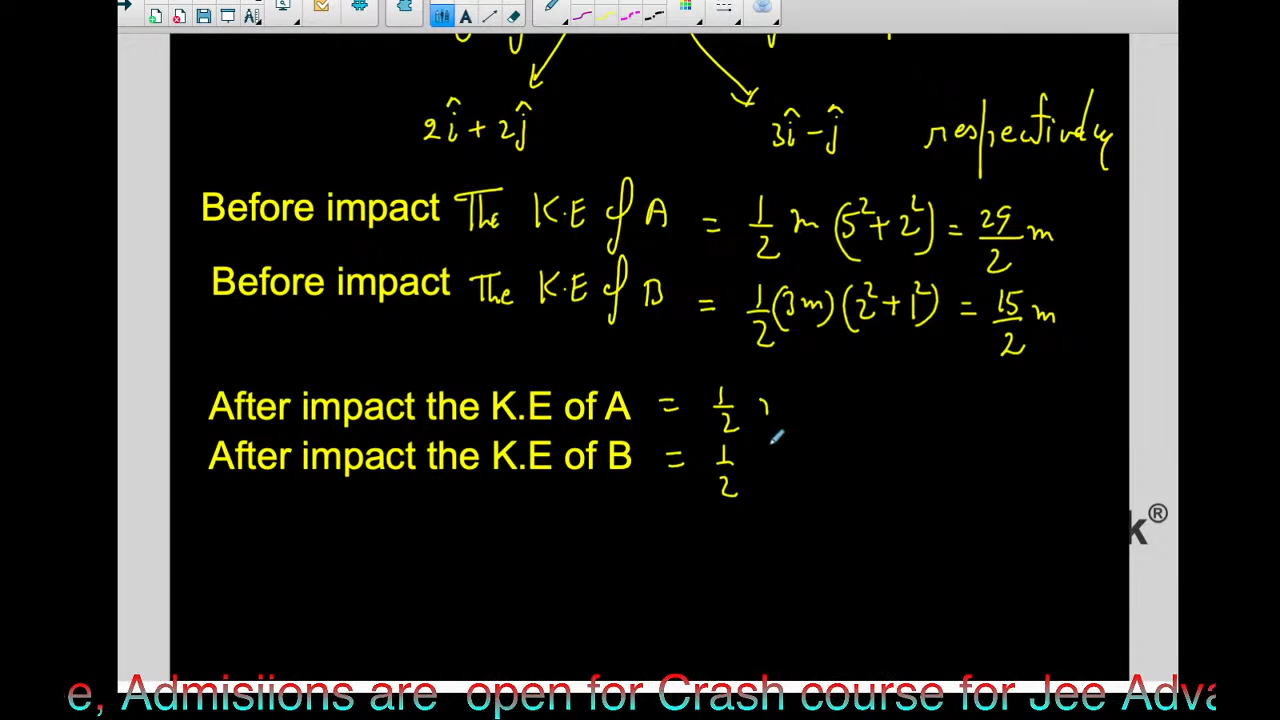 2î + 2ĵ 3î - ĵ respectively
Before impact The K.E of A = 1/2 m (5² + 2²) = 29/2 m
Before impact The K.E of B = 1/2 (3m) (2² + 1²) = 15/2 m
After impact the K.E of A = 1/2
After impact the K.E of B = 1/2
k®
e, Admisiions are open for Crash course for Jee Adva